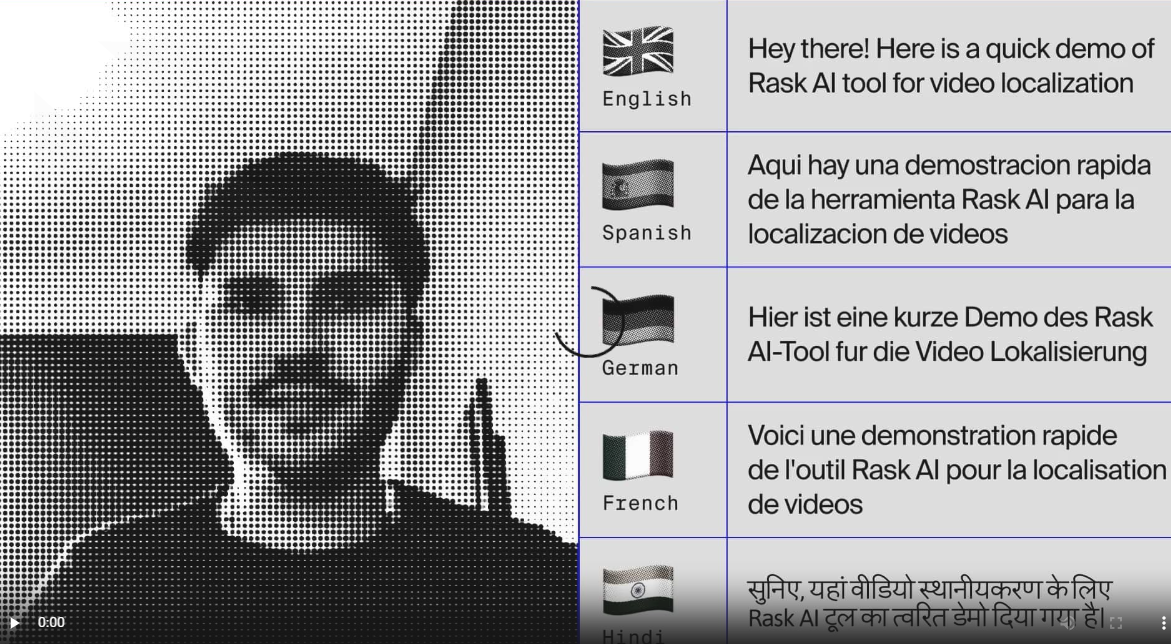 English
Hey there! Here is a quick demo of
Rask AI tool for video localization
Spanish
Aqui hay una demostracion rapida
de la herramienta Rask AI para la
localizacion de videos
German
Hier ist eine kurze Demo des Rask
AI-Tool fur die Video Lokalisierung
French
Voici une demonstration rapide
de l'outil Rask AI pour la localisation
de videos
Hindi
सुनिए, यहां वीडियो स्थानीयकरण के लिए
Rask AI टूल का त्वरित डेमो दिया गया है|
0:00